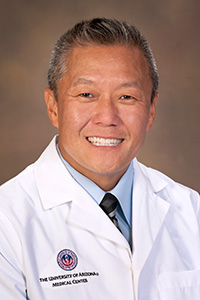 THE UNIVERSITY OF ARIZONA
MEDICAL CENTER